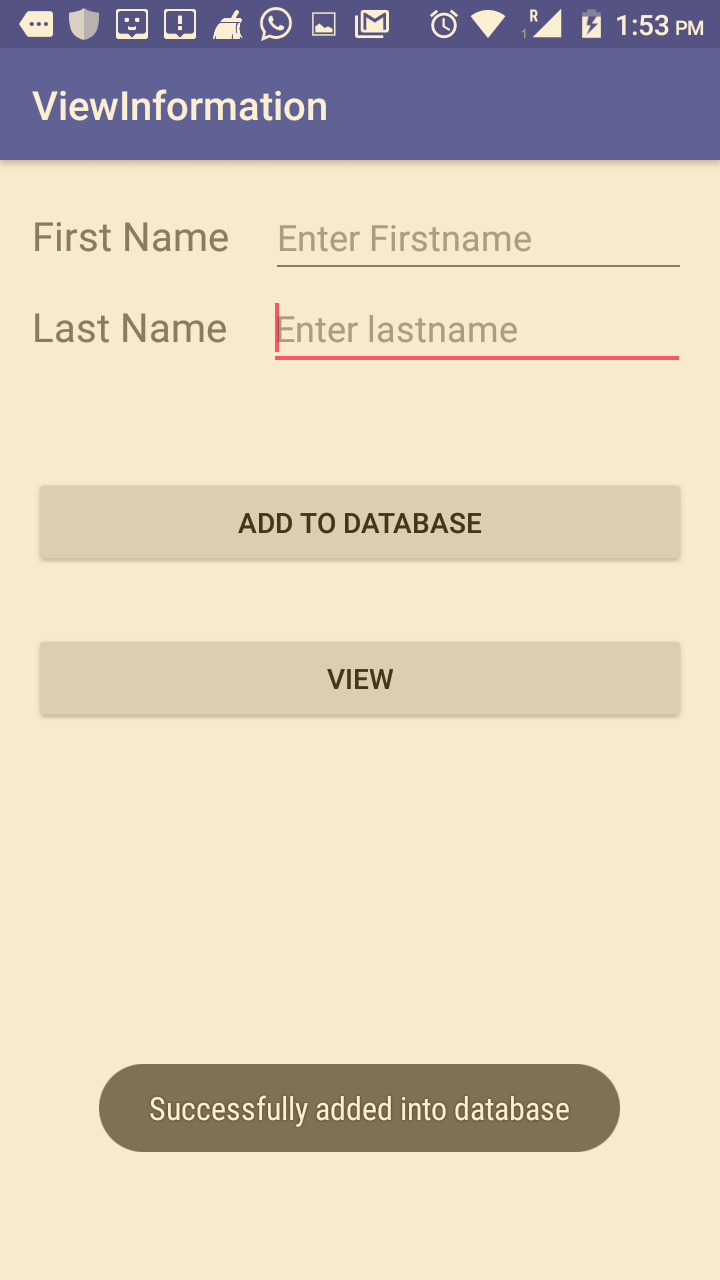 R
1
1:53 PM
ViewInformation
First Name
Enter Firstname
Last Name
Enter lastname
ADD TO DATABASE
VIEW
Successfully added into database